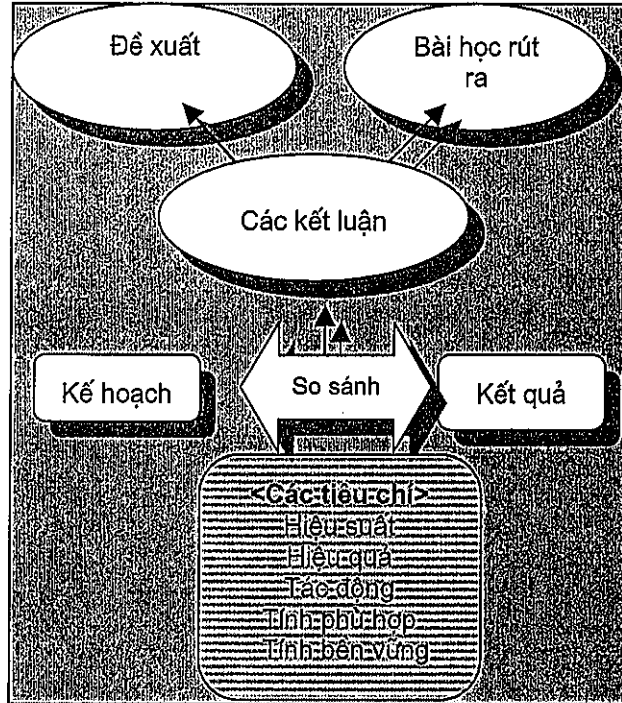 Đề xuất
Bài học rút
ra
Các kết luận
Kế hoạch
So sánh
Kết quả
<Các tiêu chí>
Hiệu suất
Hiệu quả
Tác động
Tính phù hợp
Tính bền vững